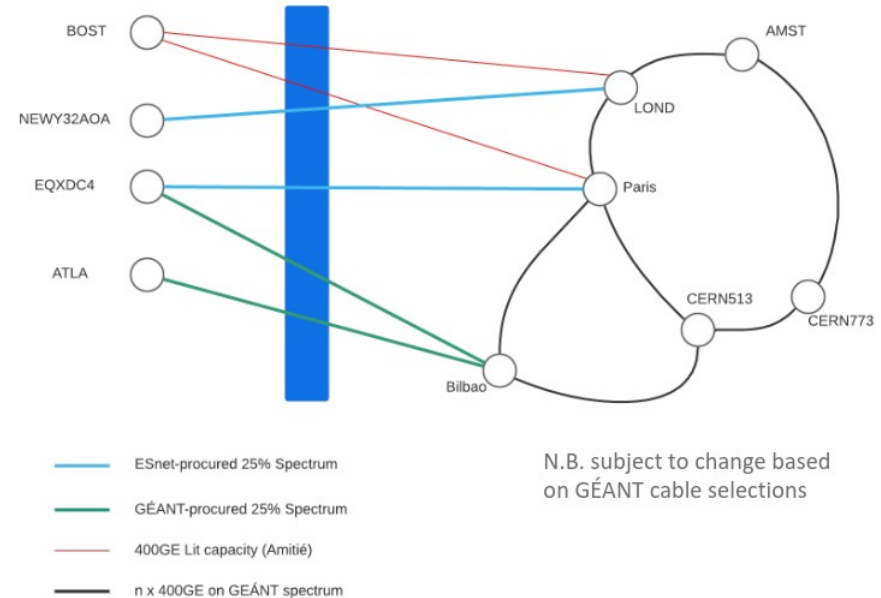 BOST
AMST
LOND
NEWY32AOA
EQXDC4
Paris
ATLA
CERN513
CERN773
Bilbao
ESnet-procured 25% Spectrum
N.B. subject to change based
on GÉANT cable selections
GÉANT-procured 25% Spectrum
400GE Lit capacity (Amitié)
n x 400GE on GEÁNT spectrum